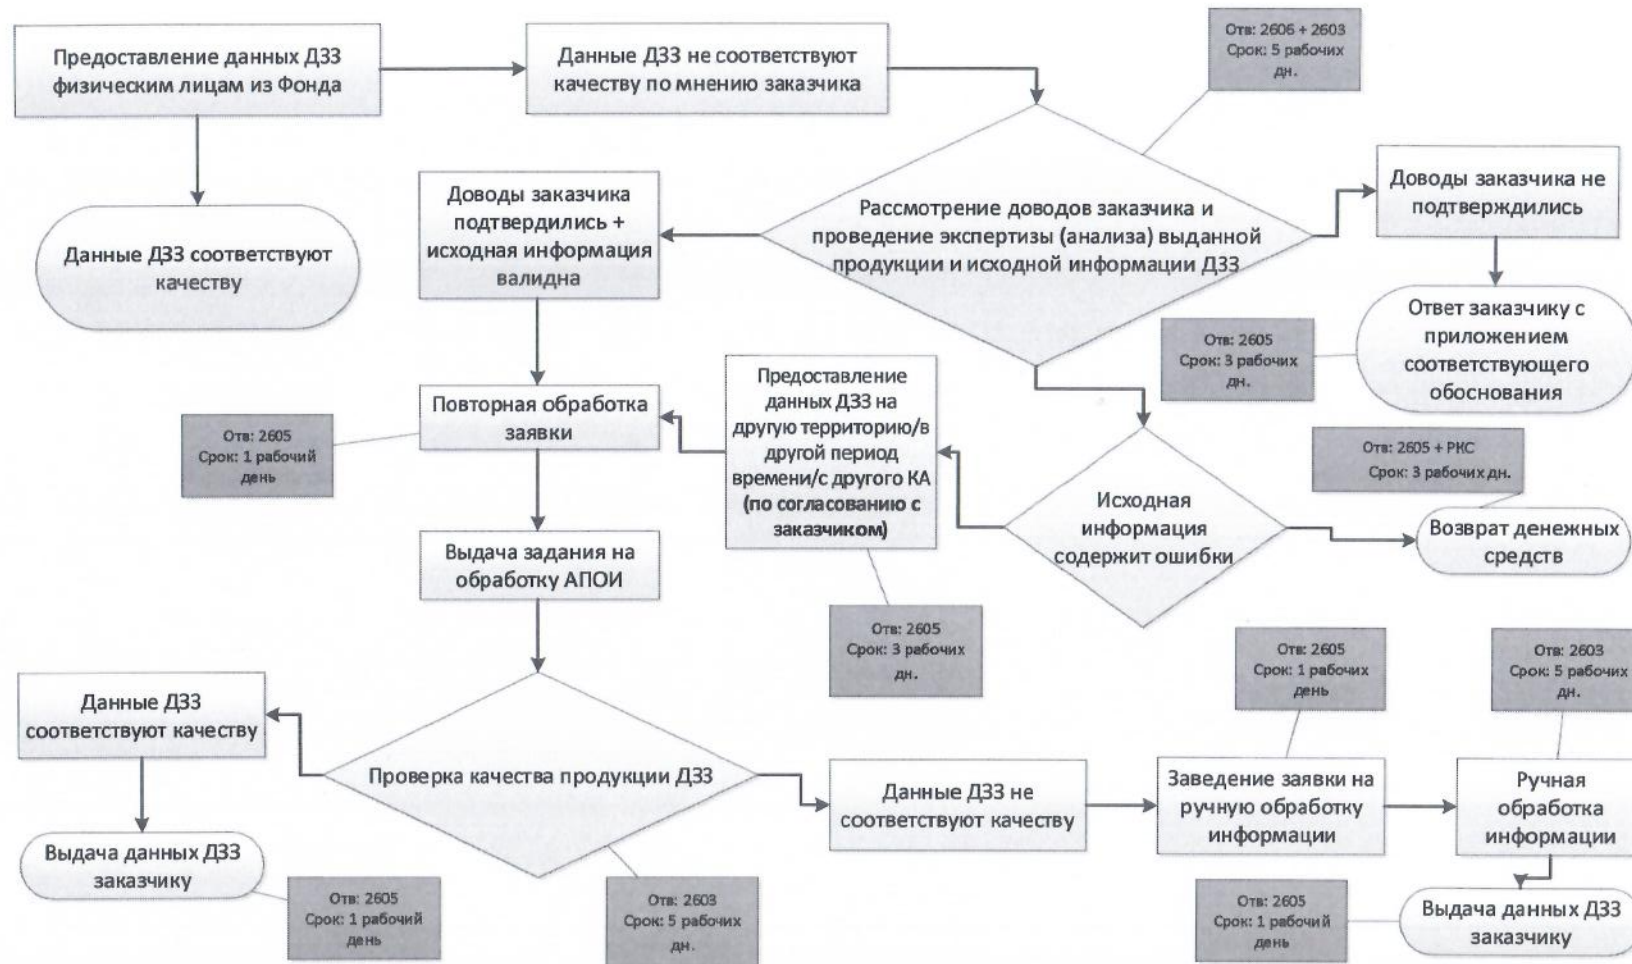 Предоставление данных ДЗЗ
физическим лицам из Фонда
Данные ДЗЗ не соответствуют
качеству по мнению заказчика
Отв: 2606 + 2603
Срок: 5 рабочих
дн.
Данные ДЗЗ соответствуют
качеству
Доводы заказчика
подтвердились +
исходная информация
валидна
Рассмотрение доводов заказчика и
проведение экспертизы (анализа) выданной
продукции и исходной информации ДЗЗ
Доводы заказчика не
подтверждились
Ответ заказчику с
приложением
соответствующего
обоснования
Отв: 2605
Срок: 3 рабочих
дн.
Повторная обработка
заявки
Отв: 2605
Срок: 1 рабочий
день
Предоставление
данных ДЗЗ на
другую территорию/в
другой период
времени/с другого КА
(по согласованию с
заказчиком)
Исходная
информация
содержит ошибки
Отв: 2605 + РКС
Срок: 3 рабочих дн.
Возврат денежных
средств
Выдача задания на
обработку АПОИ
Отв: 2605
Срок: 3 рабочих
дн.
Отв: 2605
Срок: 1 рабочих
день
Отв: 2603
Срок: 5 рабочих
дн.
Данные ДЗЗ
соответствуют качеству
Проверка качества продукции ДЗЗ
Данные ДЗЗ не
соответствуют качеству
Заведение заявки на
ручную обработку
информации
Ручная
обработка
информации
Выдача данных ДЗЗ
заказчику
Отв: 2605
Срок: 1 рабочий
день
Отв: 2603
Срок: 5 рабочих
дн.
Отв: 2605
Срок: 1 рабочий
день
Выдача данных ДЗЗ
заказчику